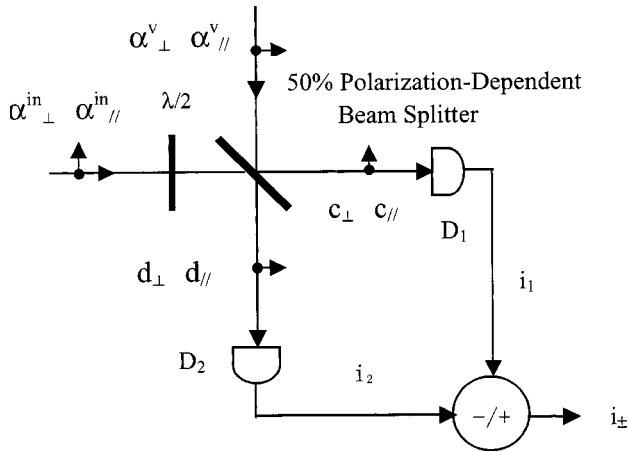 α^v_⊥ α^v_//
50% Polarization-Dependent
Beam Splitter
α^in_⊥ α^in_//
λ/2
c_⊥ c_//
D_1
d_⊥ d_//
i_1
D_2
i_2
-/+
i_±